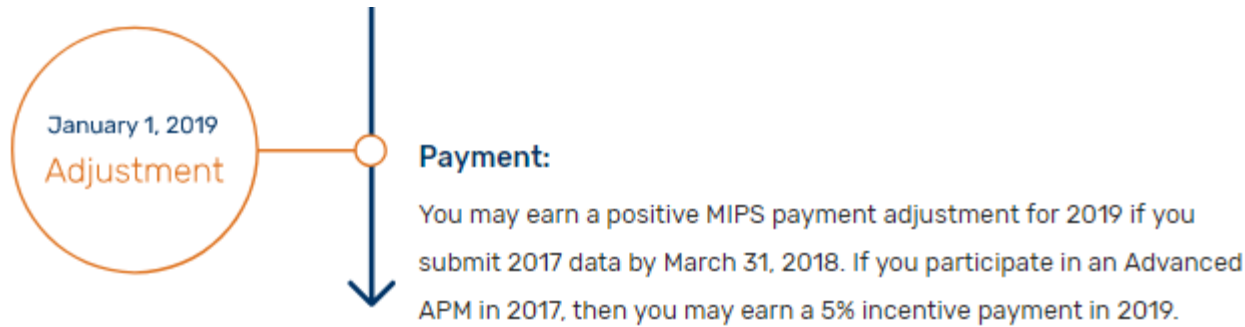 January 1, 2019
Adjustment
Payment:
You may earn a positive MIPS payment adjustment for 2019 if you
submit 2017 data by March 31, 2018. If you participate in an Advanced
APM in 2017, then you may earn a 5% incentive payment in 2019.